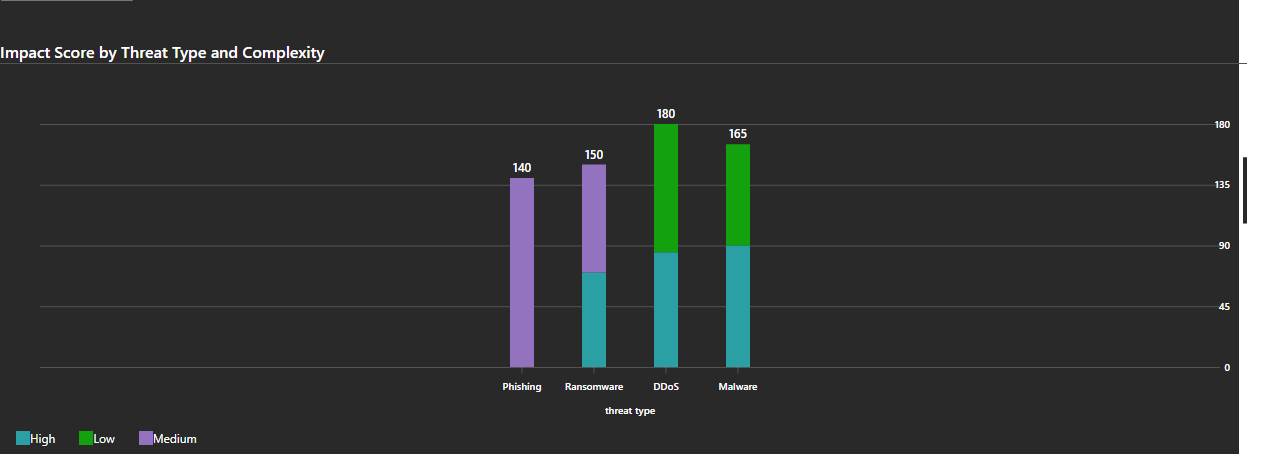 Impact Score by Threat Type and Complexity
180
165
150
140
180
135
90
45
0
Phishing Ransomware DDoS Malware
threat type
High Low Medium